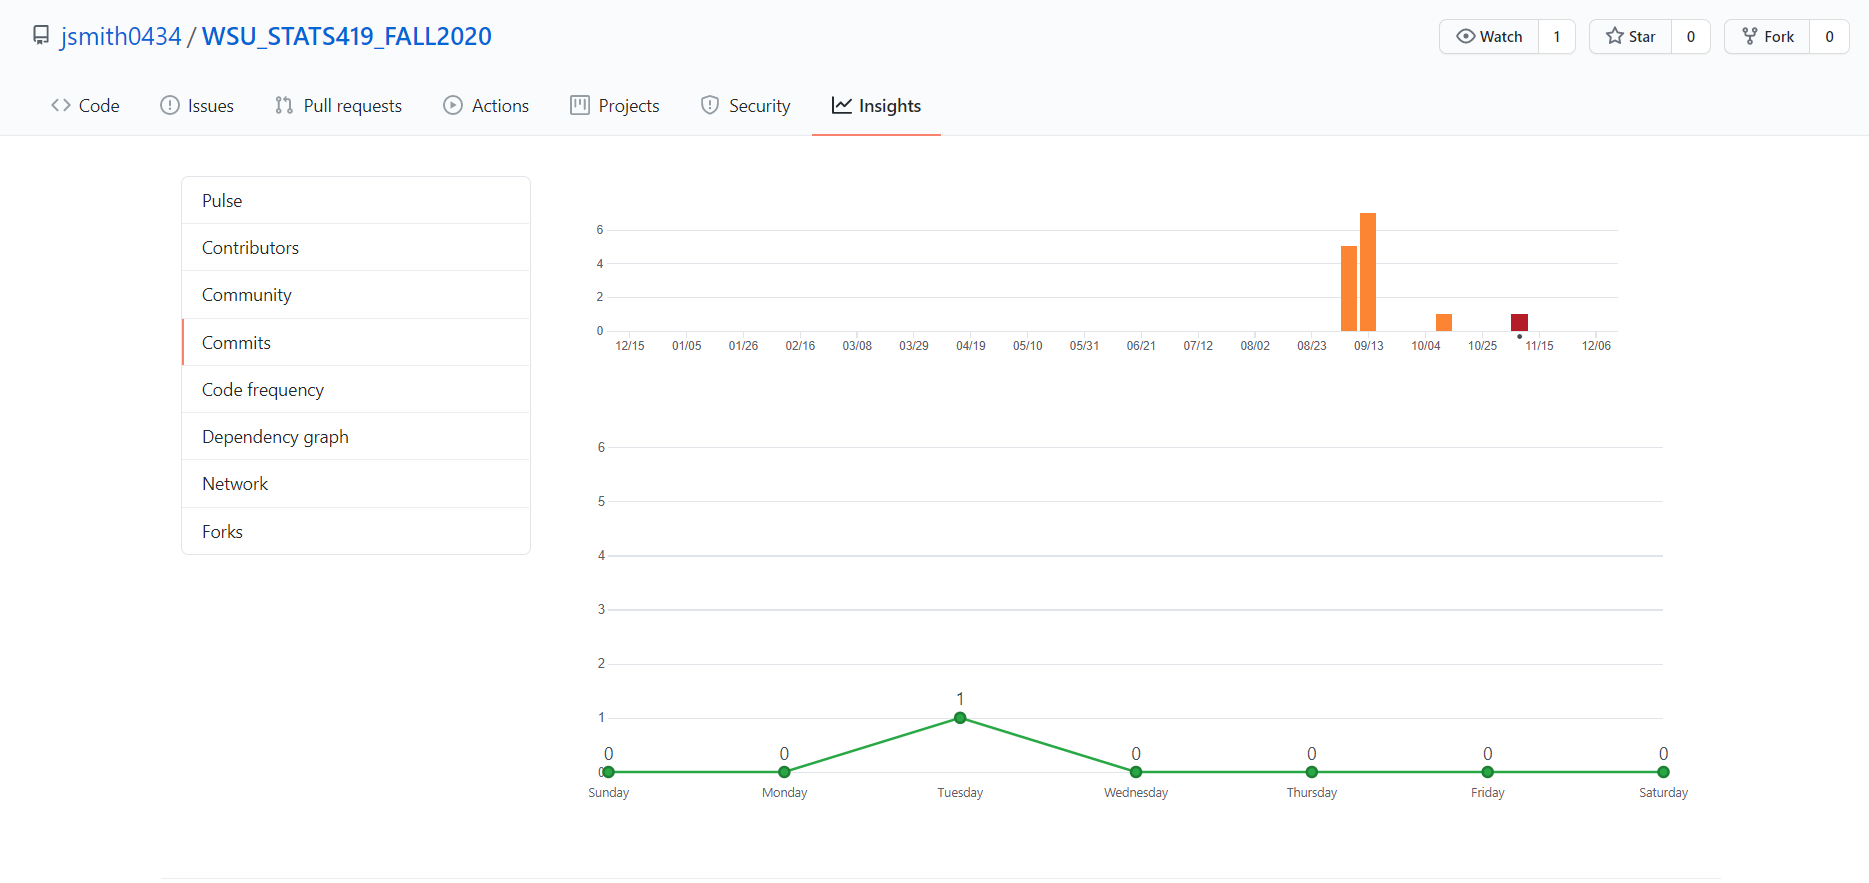 jsmith0434 / WSU_STATS419_FALL2020
Watch 1 Star 0 Fork 0
Code Issues Pull requests Actions Projects Security Insights
Pulse
Contributors
Community
Commits
Code frequency
Dependency graph
Network
Forks
6
4
2
0
12/15 01/05 01/26 02/16 03/08 03/29 04/19 05/10 05/31 06/21 07/12 08/02 08/23 09/13 10/04 10/25 11/15 12/06
6
5
4
3
2
1
1
0 0 0 0 0 0
0
Sunday Monday Tuesday Wednesday Thursday Friday Saturday